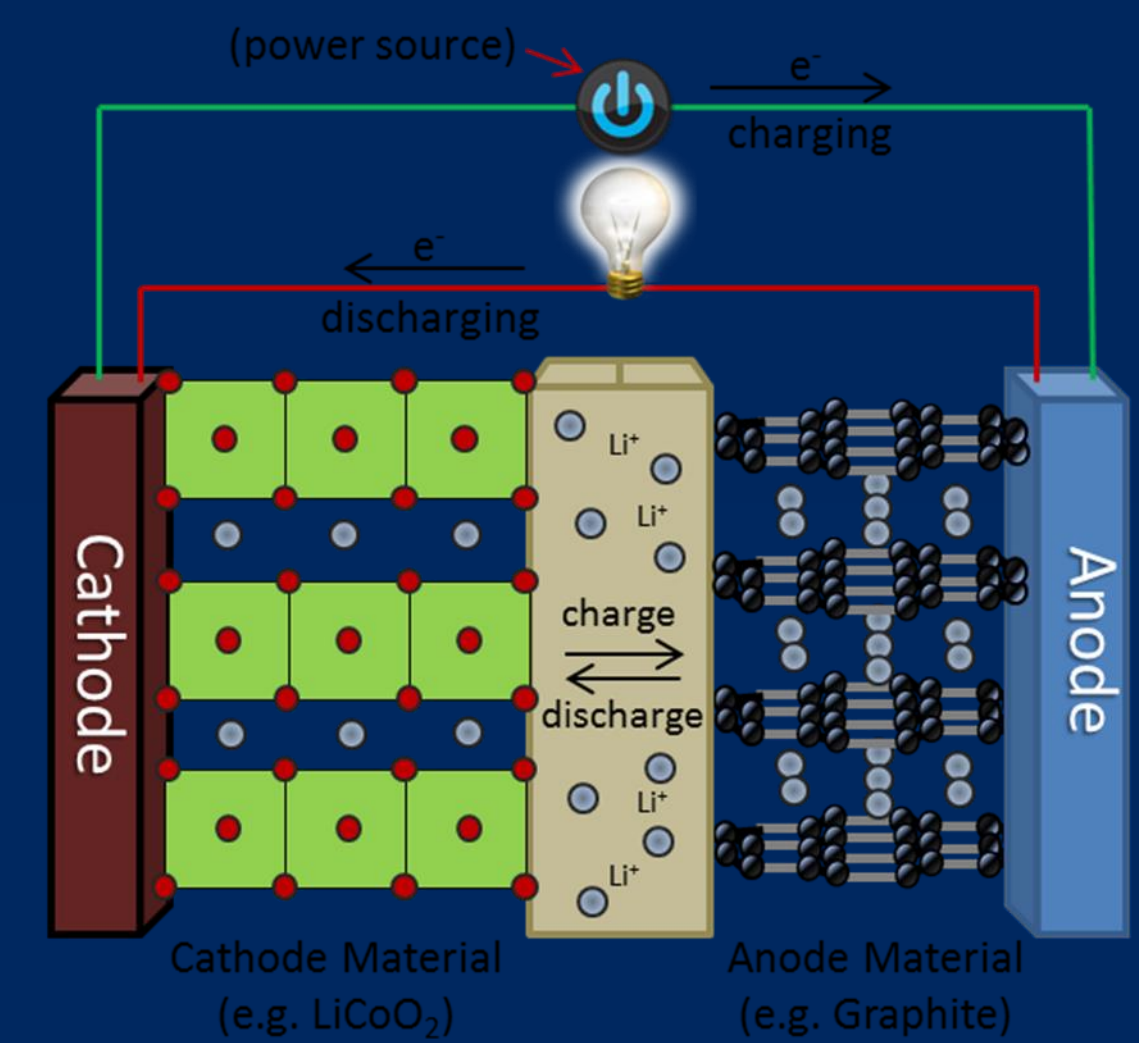 (power source)
e⁻
charging
e⁻
discharging
Li⁺
Li⁺
charge
discharge
Li⁺
Li⁺
Cathode
Anode
Cathode Material
(e.g. LiCoO₂)
Anode Material
(e.g. Graphite)